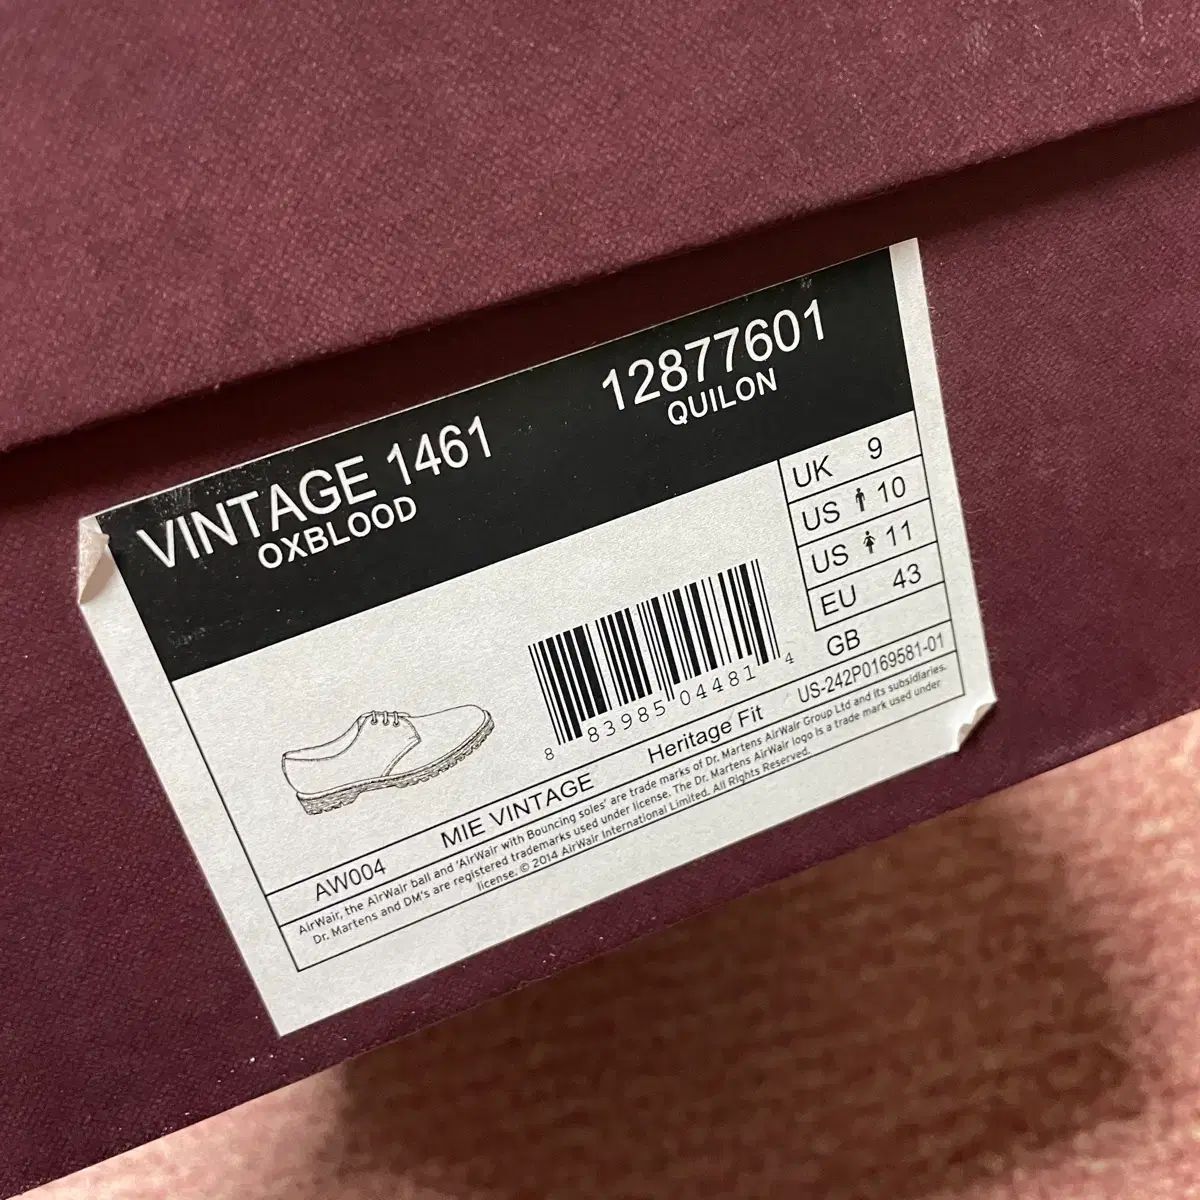 VINTAGE 1461
OXBLOOD
12877601
QUILON
UK 9
US 10
US 11
EU 43
GB
8 83985 04481 4
AW004
MIE VINTAGE
Heritage Fit
US-242P0169581-01
AirWair, the AirWair ball and 'AirWair with Bouncing soles' are trade marks of Dr. Martens AirWair Group Ltd and its subsidiaries.
Dr. Martens and DM's are registered trademarks used under license. The Dr. Martens AirWair logo is a trade mark used under
license. © 2014 AirWair International Limited. All Rights Reserved.